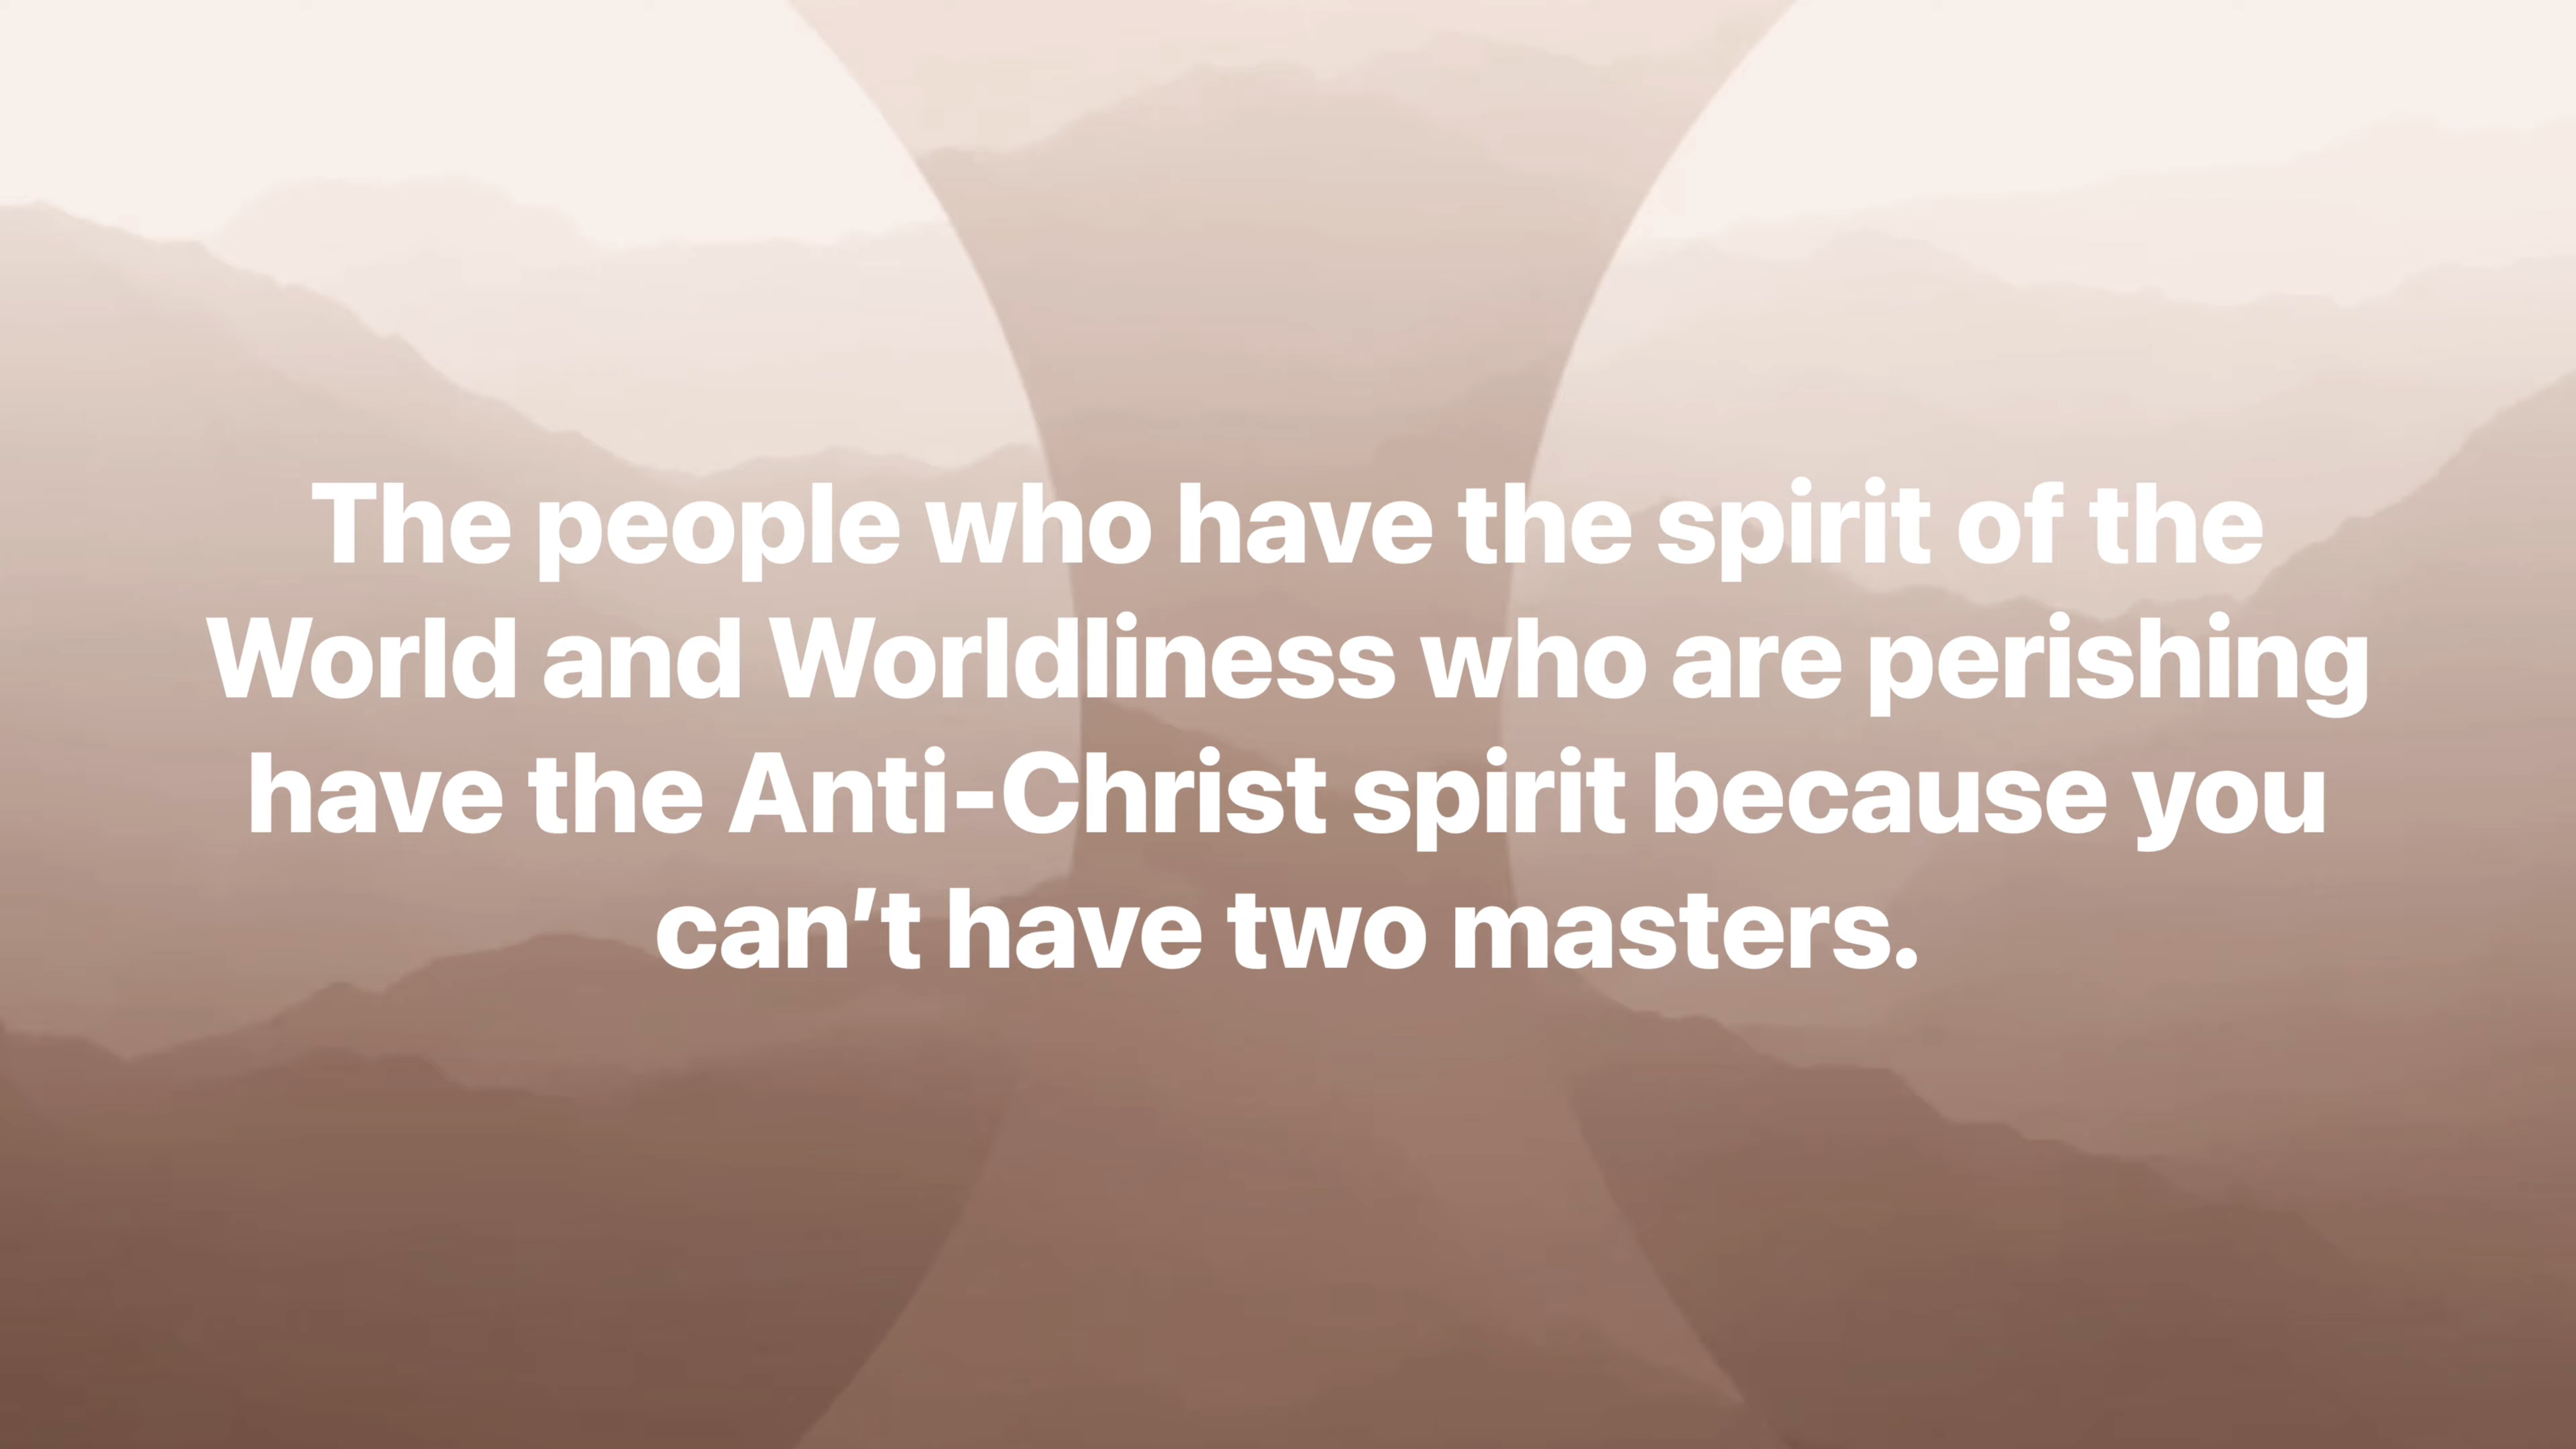 The people who have the spirit of the
World and Worldliness who are perishing
have the Anti-Christ spirit because you
can’t have two masters.